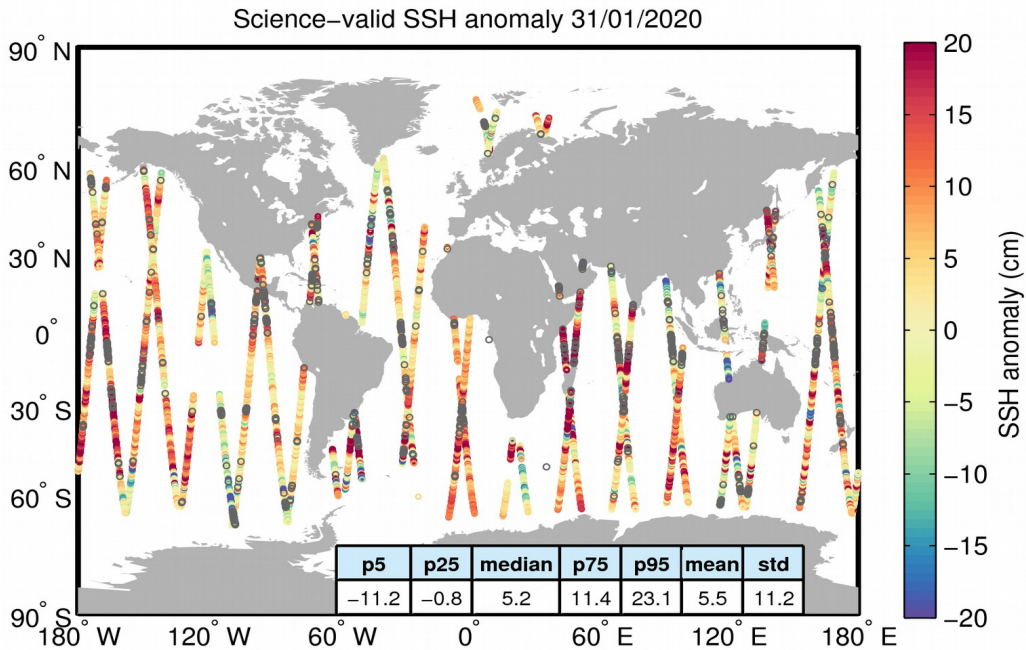 Science−valid SSH anomaly 31/01/2020
90° N
60° N
30° N
0°
30° S
60° S
90° S
180° W
120° W
60° W
0°
60° E
120° E
180° E
p5 p25 median p75 p95 mean std
−11.2 −0.8 5.2 11.4 23.1 5.5 11.2
20
15
10
5
0
−5
−10
−15
−20
SSH anomaly (cm)